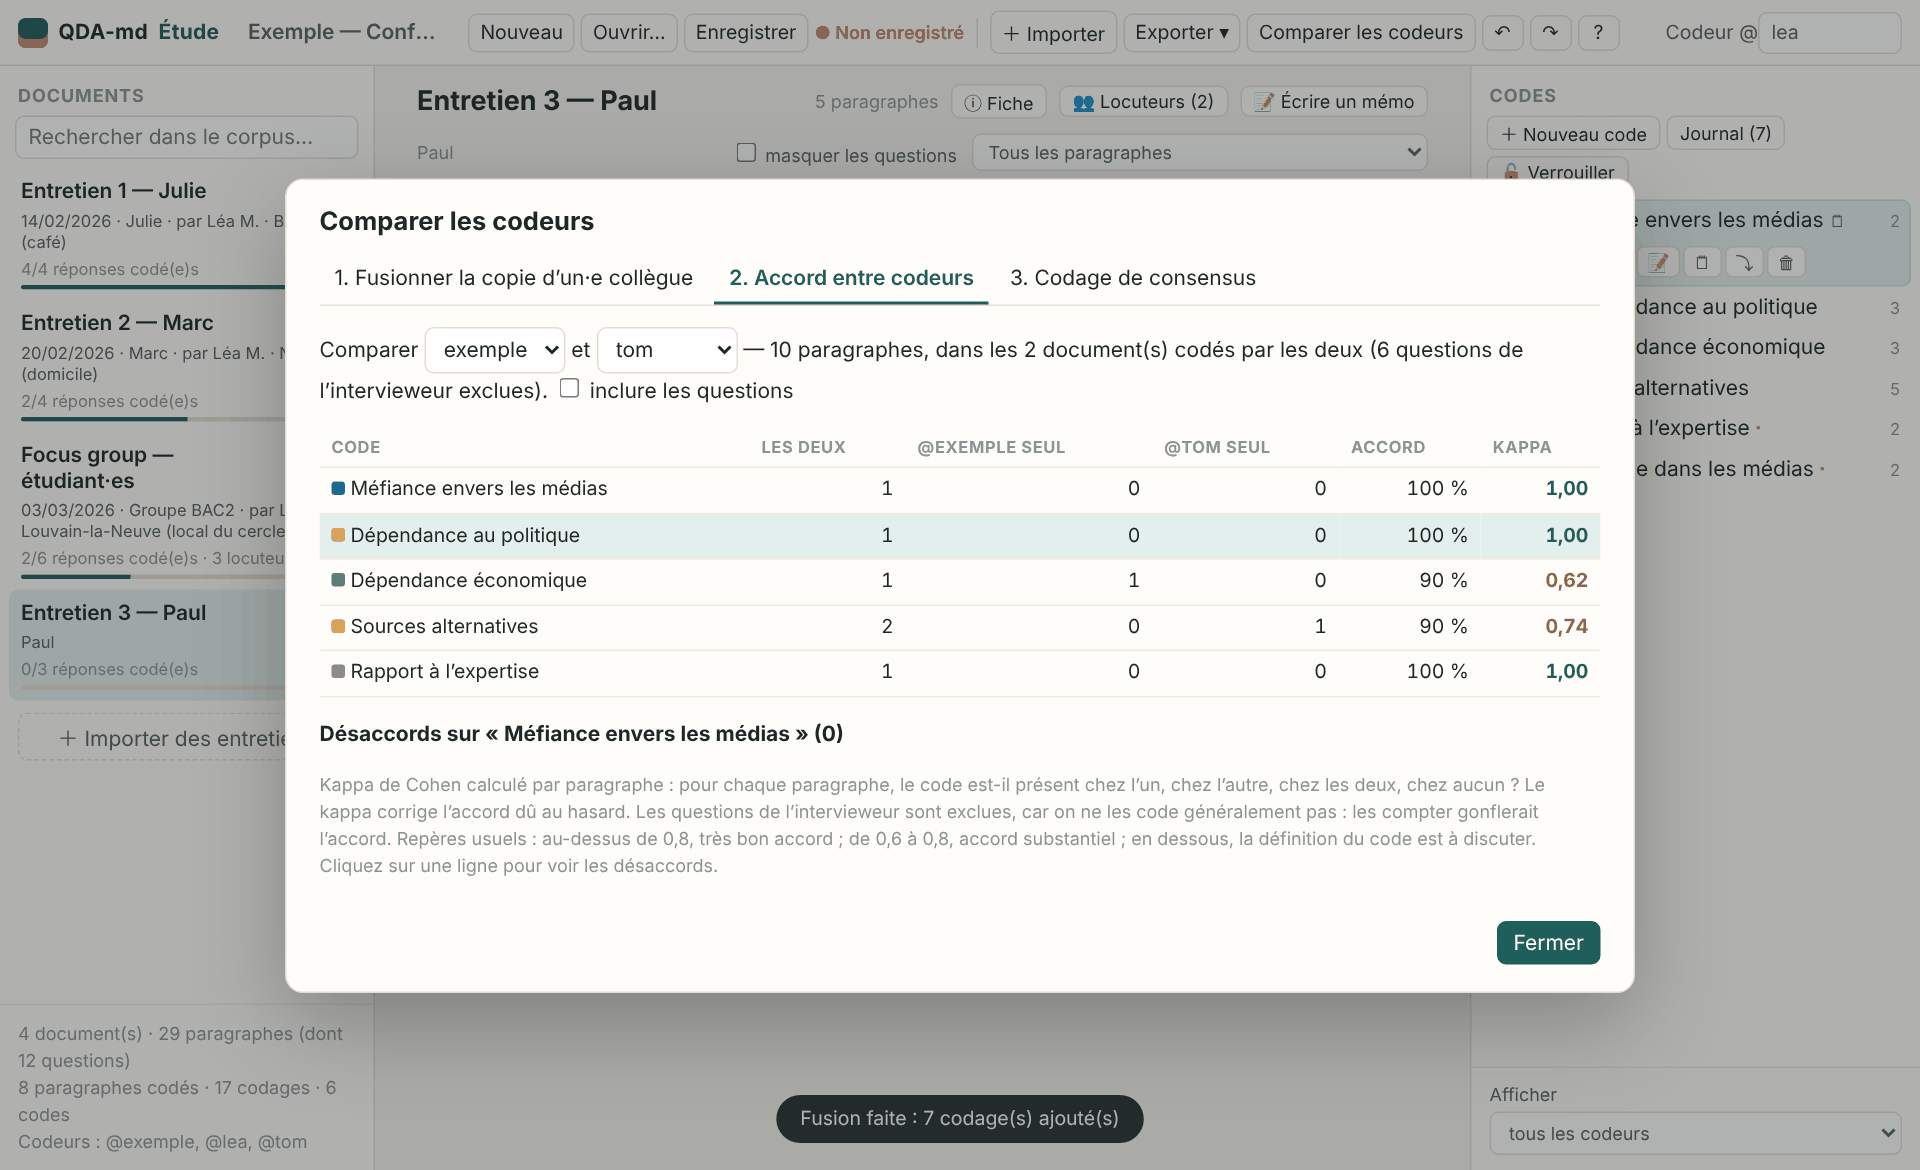 QDA-md Étude Exemple — Conf... Nouveau Ouvrir... Enregistrer Non enregistré + Importer Exporter ▾ Comparer les codeurs ↶ ↷ ? Codeur @ lea
DOCUMENTS
Rechercher dans le corpus...
Entretien 1 — Julie
14/02/2026 · Julie · par Léa M. · B
(café)
4/4 réponses codé(e)s
Entretien 2 — Marc
20/02/2026 · Marc · par Léa M. · N
(domicile)
2/4 réponses codé(e)s
Focus group —
étudiant·es
03/03/2026 · Groupe BAC2 · par L
Louvain-la-Neuve (local du cercle
2/6 réponses codé(e)s · 3 locuteu
Entretien 3 — Paul
Paul
0/3 réponses codé(e)s
+ Importer des entretie
4 document(s) · 29 paragraphes (dont
12 questions)
8 paragraphes codés · 17 codages · 6
codes
Codeurs : @exemple, @lea, @tom
Entretien 3 — Paul
5 paragraphes ⓘ Fiche Locuteurs (2) Écrire un mémo
Paul
masquer les questions Tous les paragraphes
Comparer les codeurs
1. Fusionner la copie d’un·e collègue 2. Accord entre codeurs 3. Codage de consensus
Comparer exemple et tom — 10 paragraphes, dans les 2 document(s) codés par les deux (6 questions de
l’intervieweur exclues). inclure les questions
CODE LES DEUX @EXEMPLE SEUL @TOM SEUL ACCORD KAPPA
Méfiance envers les médias 1 0 0 100 % 1,00
Dépendance au politique 1 0 0 100 % 1,00
Dépendance économique 1 1 0 90 % 0,62
Sources alternatives 2 0 1 90 % 0,74
Rapport à l’expertise 1 0 0 100 % 1,00
Désaccords sur « Méfiance envers les médias » (0)
Kappa de Cohen calculé par paragraphe : pour chaque paragraphe, le code est-il présent chez l’un, chez l’autre, chez les deux, chez aucun ? Le
kappa corrige l’accord dû au hasard. Les questions de l’intervieweur sont exclues, car on ne les code généralement pas : les compter gonflerait
l’accord. Repères usuels : au-dessus de 0,8, très bon accord ; de 0,6 à 0,8, accord substantiel ; en dessous, la définition du code est à discuter.
Cliquez sur une ligne pour voir les désaccords.
Fermer
Fusion faite : 7 codage(s) ajouté(s)
CODES
+ Nouveau code Journal (7)
Verrouiller
e envers les médias 2
dance au politique 3
dance économique 3
alternatives 5
à l’expertise · 2
e dans les médias · 2
Afficher
tous les codeurs